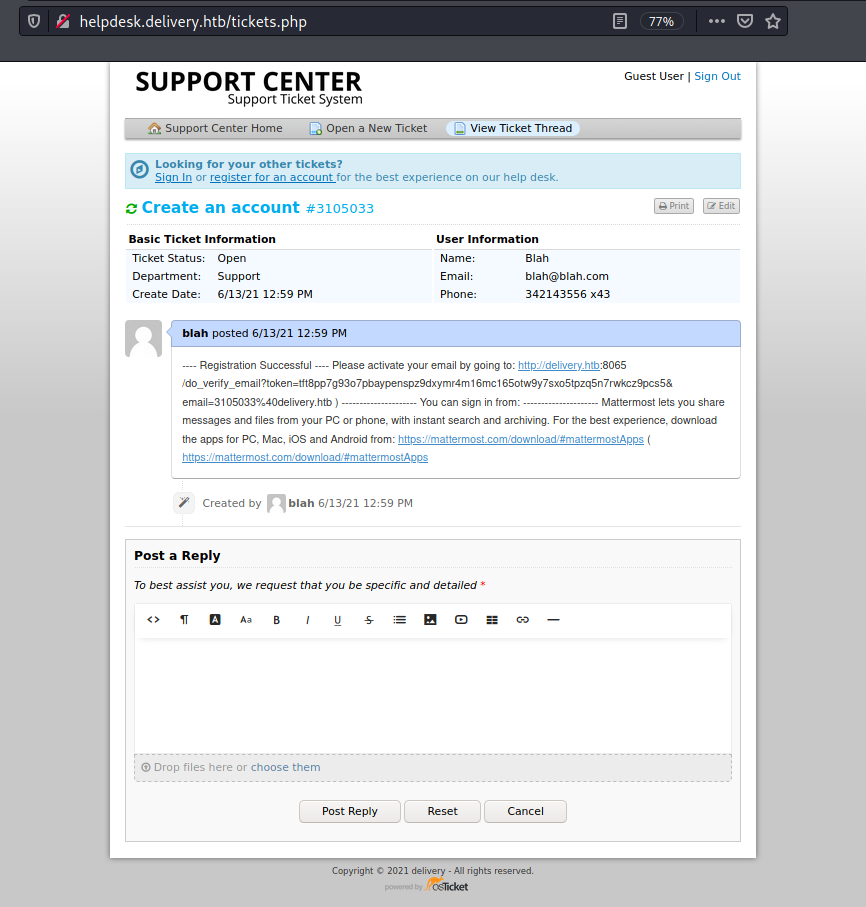 helpdesk.delivery.htb/tickets.php 77%
SUPPORT CENTER
Support Ticket System
Guest User | Sign Out
Support Center Home Open a New Ticket View Ticket Thread
Looking for your other tickets?
Sign In or register for an account for the best experience on our help desk.
Create an account #3105033 Print Edit
Basic Ticket Information User Information
Ticket Status: Open Name: Blah
Department: Support Email: blah@blah.com
Create Date: 6/13/21 12:59 PM Phone: 342143556 x43
blah posted 6/13/21 12:59 PM
---- Registration Successful ---- Please activate your email by going to: http://delivery.htb:8065
/do_verify_email?token=tft8pp7g93o7pbaypenspz9dxymr4m16mc165otw9y7sxo5tpzq5n7rwkcz9pcs5&
email=3105033%40delivery.htb ) --------------------- You can sign in from: --------------------- Mattermost lets you share
messages and files from your PC or phone, with instant search and archiving. For the best experience, download
the apps for PC, Mac, iOS and Android from: https://mattermost.com/download/#mattermostApps (
https://mattermost.com/download/#mattermostApps
Created by blah 6/13/21 12:59 PM
Post a Reply
To best assist you, we request that you be specific and detailed *
<> ¶ A Aa B I U S
Drop files here or choose them
Post Reply Reset Cancel
Copyright © 2021 delivery - All rights reserved.
powered by osTicket